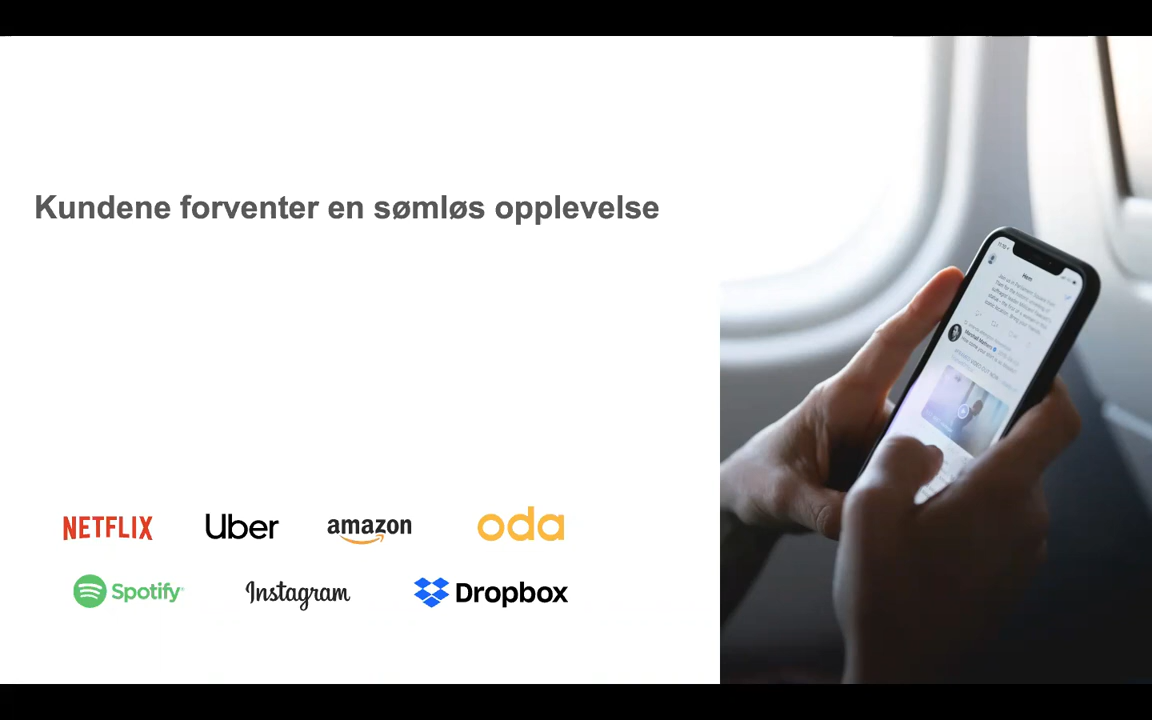 Kundene forventer en sømløs opplevelse
NETFLIX
Uber
amazon
oda
Spotify
Instagram
Dropbox